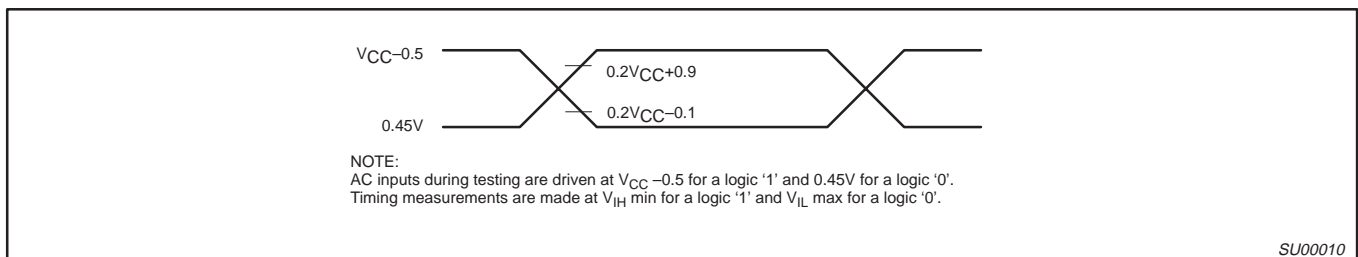 VCC–0.5
0.2VCC+0.9
0.2VCC–0.1
0.45V
NOTE:
AC inputs during testing are driven at VCC –0.5 for a logic ‘1’ and 0.45V for a logic ‘0’.
Timing measurements are made at VIH min for a logic ‘1’ and VIL max for a logic ‘0’.
SU00010